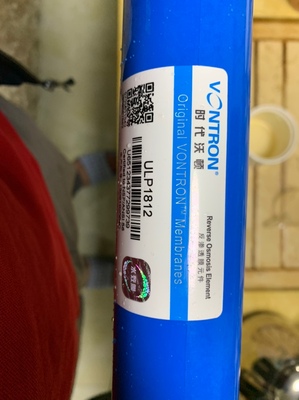 VONTRON®
时代沃顿
Reverse Osmosis Element
反渗透膜元件
Original VONTRON™ Membranes
ULP1812